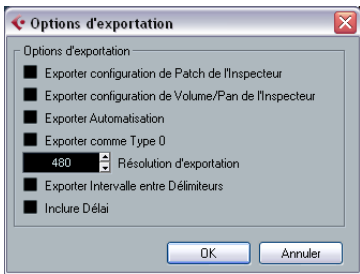 Options d'exportation
Options d'exportation
Exporter configuration de Patch de l'Inspecteur
Exporter configuration de Volume/Pan de l'Inspecteur
Exporter Automatisation
Exporter comme Type 0
480 Résolution d'exportation
Exporter Intervalle entre Délimiteurs
Inclure Délai
OK Annuler